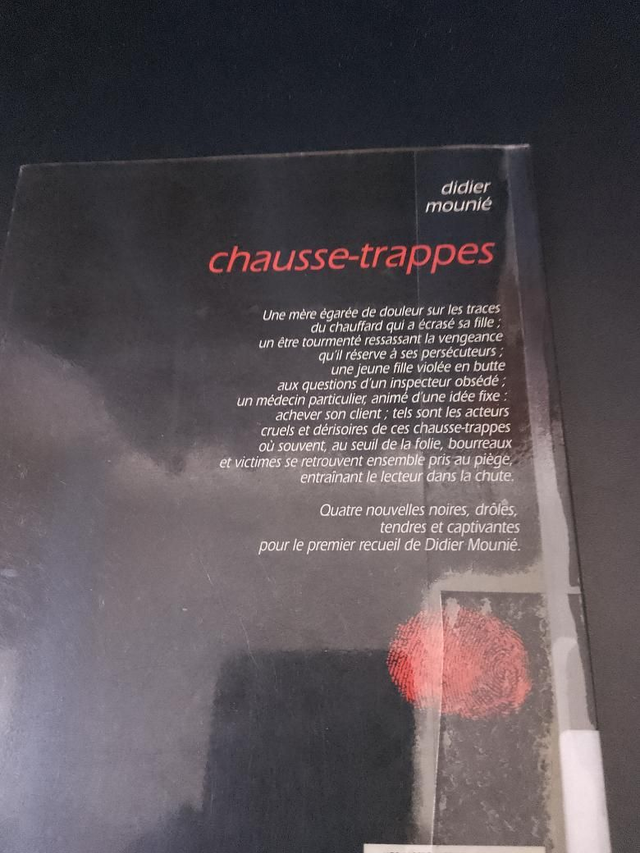 didier
mounié
chausse-trappes
Une mère égarée de douleur sur les traces
du chauffard qui a écrasé sa fille ;
un être tourmenté ressassant la vengeance
qu'il réserve à ses persécuteurs ;
une jeune fille violée en butte
aux questions d'un inspecteur obsédé ;
un médecin particulier, animé d'une idée fixe :
achever son client ; tels sont les acteurs
cruels et dérisoires de ces chausse-trappes
où souvent, au seuil de la folie, bourreaux
et victimes se retrouvent ensemble pris au piège,
entraînant le lecteur dans la chute.
Quatre nouvelles noires, drôles,
tendres et captivantes
pour le premier recueil de Didier Mounié.